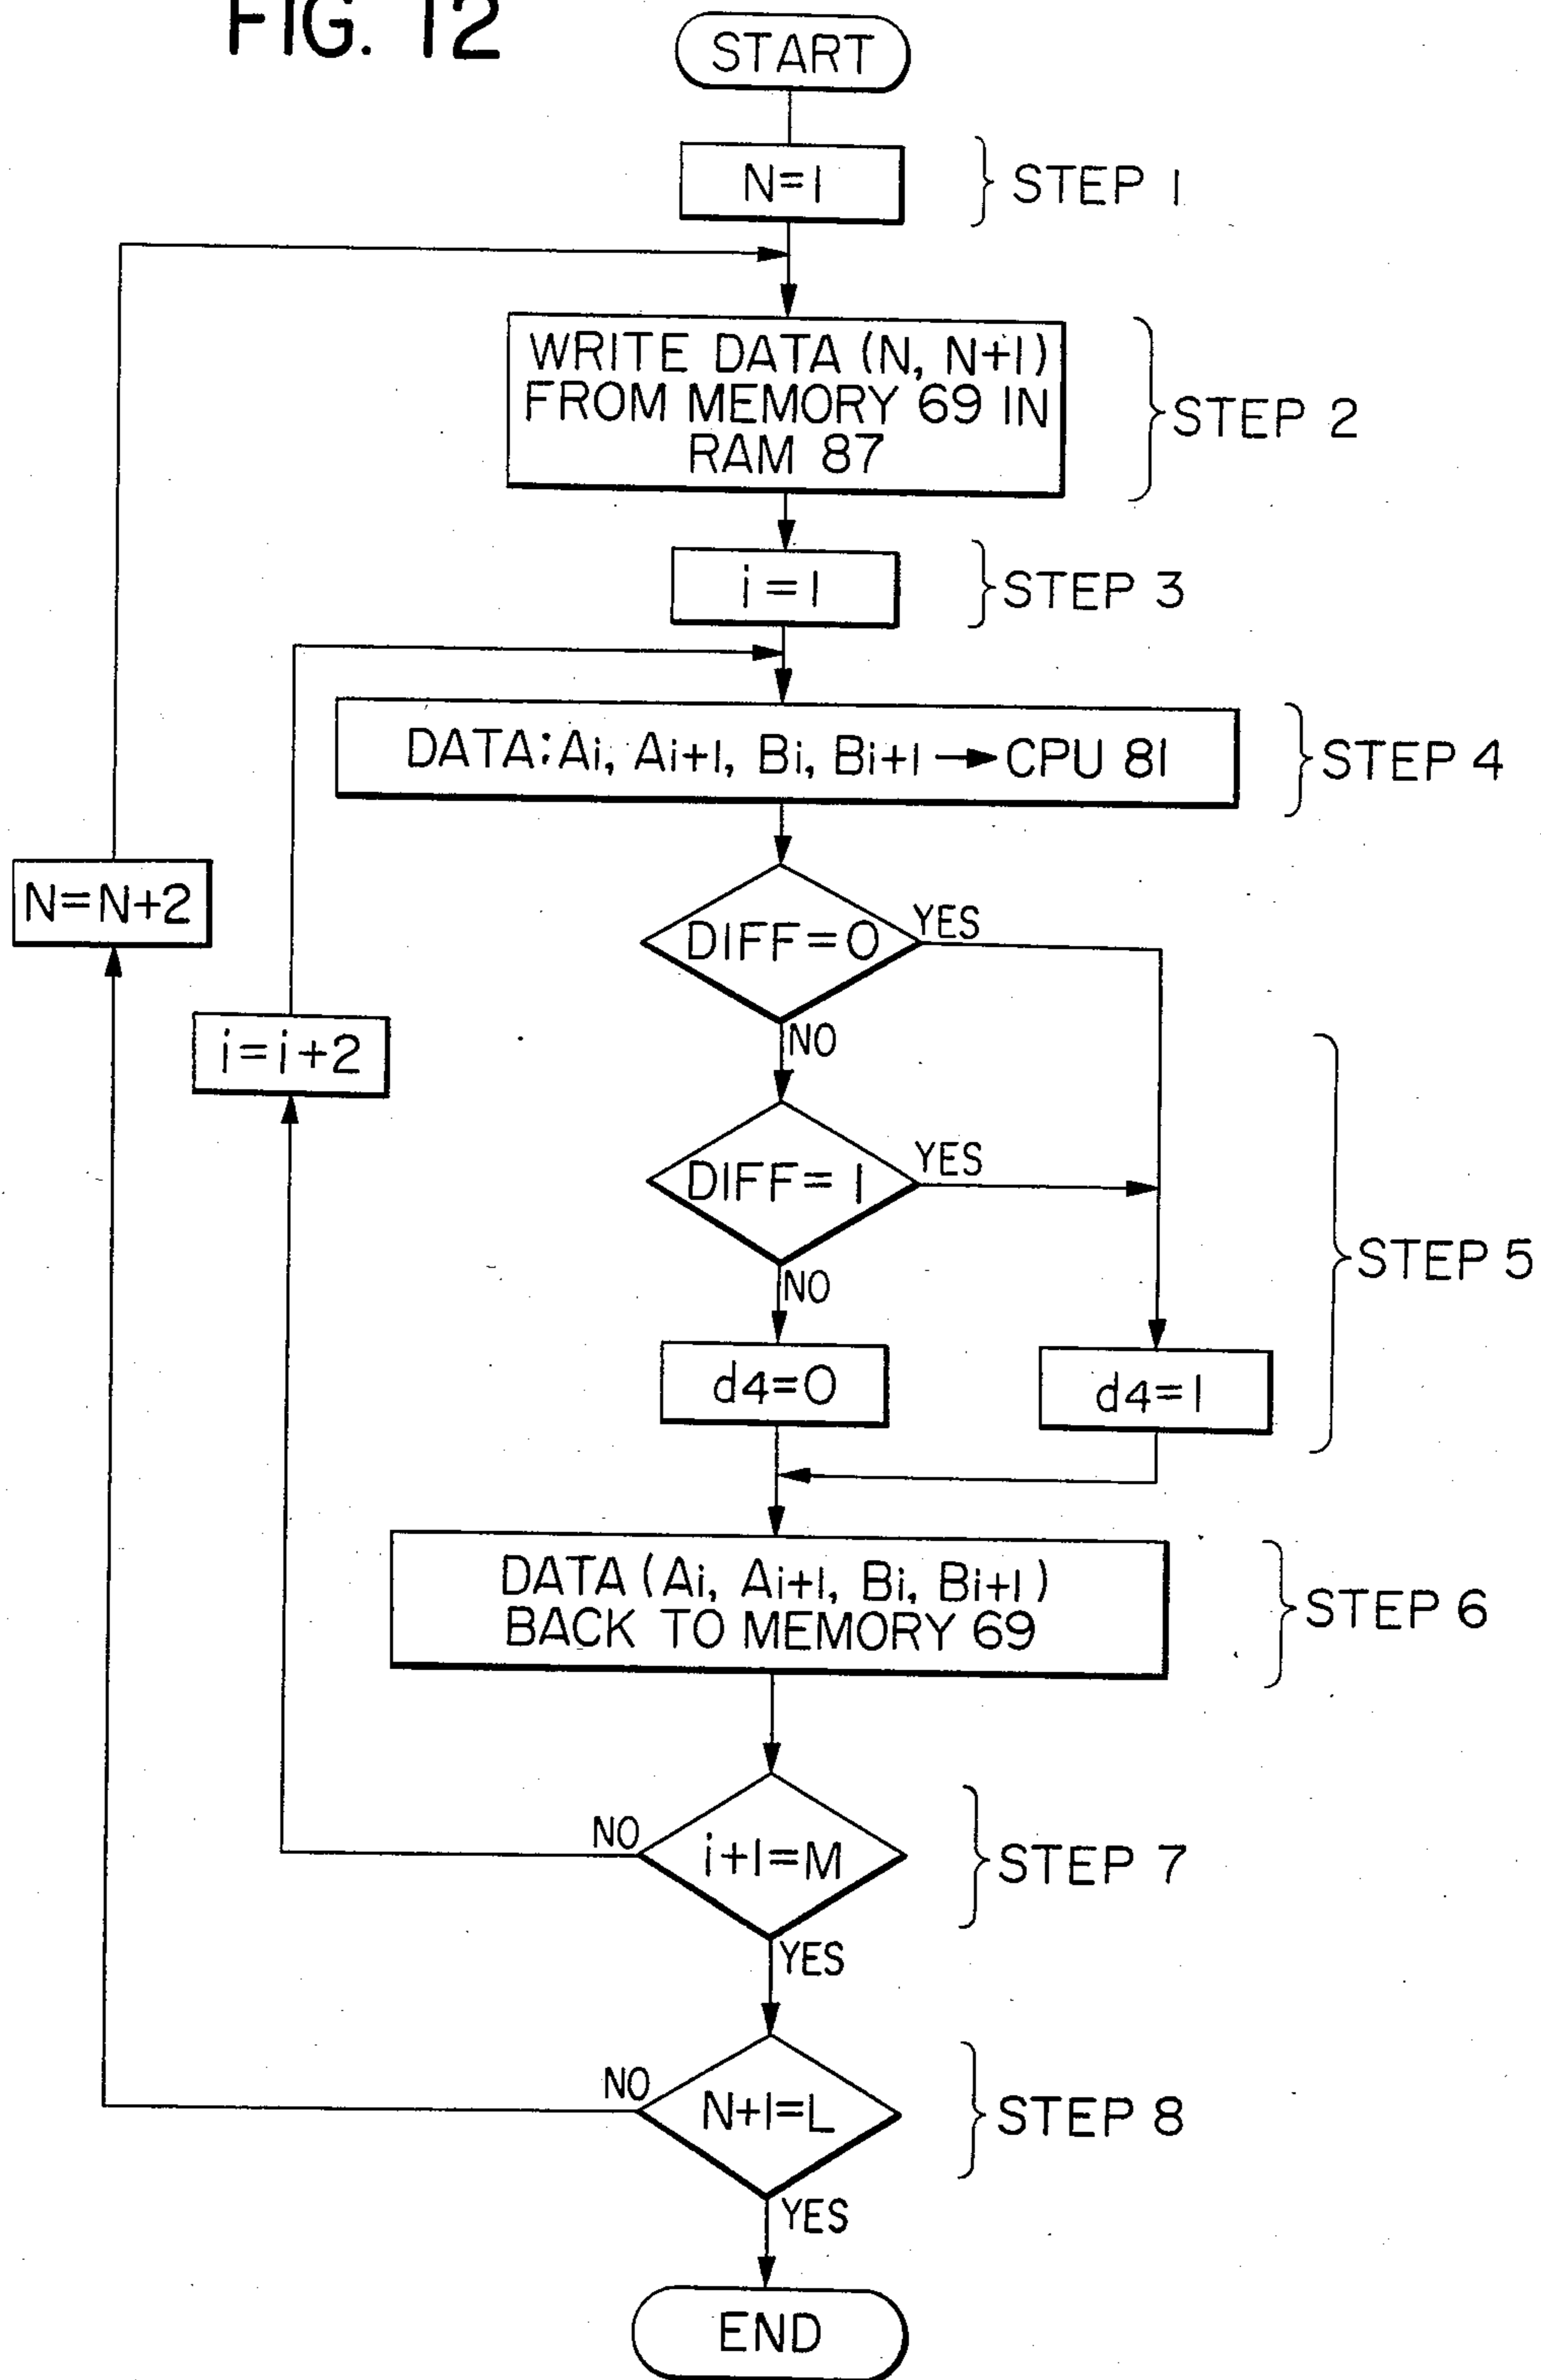 FIG. 12
START
N=1
STEP 1
WRITE DATA (N, N+1)
FROM MEMORY 69 IN
RAM 87
STEP 2
i=1
STEP 3
DATA: Ai, Ai+1, Bi, Bi+1 → CPU 81
STEP 4
N=N+2
DIFF=0
YES
NO
i=i+2
DIFF=1
YES
NO
STEP 5
d4=0
d4=1
DATA (Ai, Ai+1, Bi, Bi+1)
BACK TO MEMORY 69
STEP 6
NO
i+1=M
STEP 7
YES
NO
N+1=L
STEP 8
YES
END